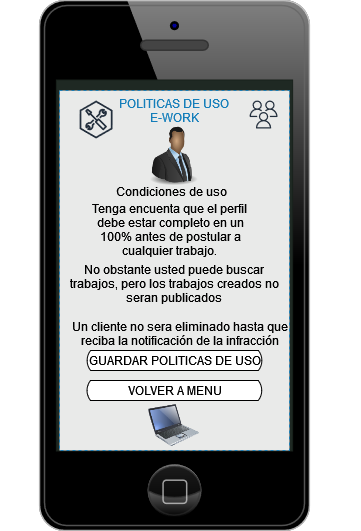 POLITICAS DE USO
E-WORK
Condiciones de uso
Tenga encuenta que el perfil
debe estar completo en un
100% antes de postular a
cualquier trabajo.
No obstante usted puede buscar
trabajos, pero los trabajos creados no
seran publicados
Un cliente no sera eliminado hasta que
reciba la notificación de la infracción
GUARDAR POLITICAS DE USO
VOLVER A MENU